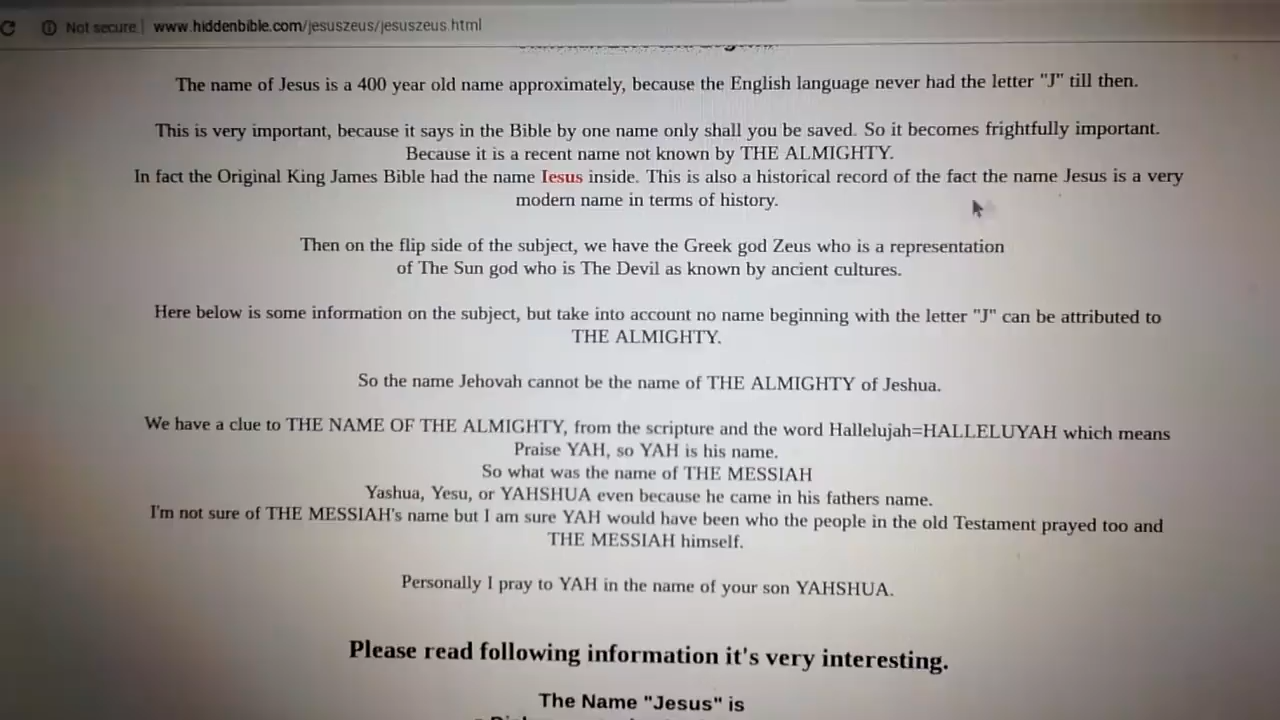 Not secure | www.hiddenbible.com/jesuszeus/jesuszeus.html
The name of Jesus is a 400 year old name approximately, because the English language never had the letter "J" till then.
This is very important, because it says in the Bible by one name only shall you be saved. So it becomes frightfully important.
Because it is a recent name not known by THE ALMIGHTY.
In fact the Original King James Bible had the name Iesus inside. This is also a historical record of the fact the name Jesus is a very
modern name in terms of history.
Then on the flip side of the subject, we have the Greek god Zeus who is a representation
of The Sun god who is The Devil as known by ancient cultures.
Here below is some information on the subject, but take into account no name beginning with the letter "J" can be attributed to
THE ALMIGHTY.
So the name Jehovah cannot be the name of THE ALMIGHTY of Jeshua.
We have a clue to THE NAME OF THE ALMIGHTY, from the scripture and the word Hallelujah=HALLELUYAH which means
Praise YAH, so YAH is his name.
So what was the name of THE MESSIAH
Yashua, Yesu, or YAHSHUA even because he came in his fathers name.
I'm not sure of THE MESSIAH's name but I am sure YAH would have been who the people in the old Testament prayed too and
THE MESSIAH himself.
Personally I pray to YAH in the name of your son YAHSHUA.
Please read following information it's very interesting.
The Name "Jesus" is